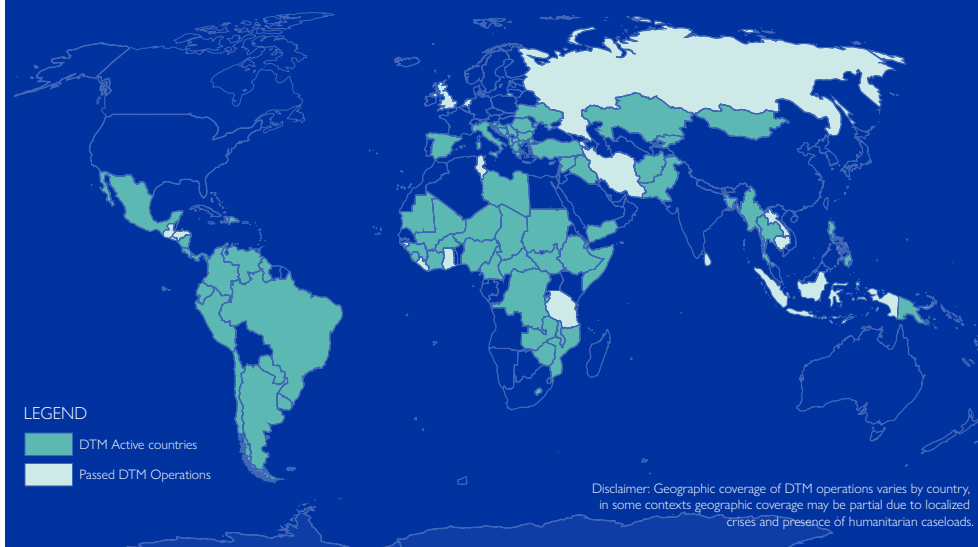 LEGEND
DTM Active countries
Passed DTM Operations
Disclaimer: Geographic coverage of DTM operations varies by country,
in some contexts geographic coverage may be partial due to localized
crises and presence of humanitarian caseloads.